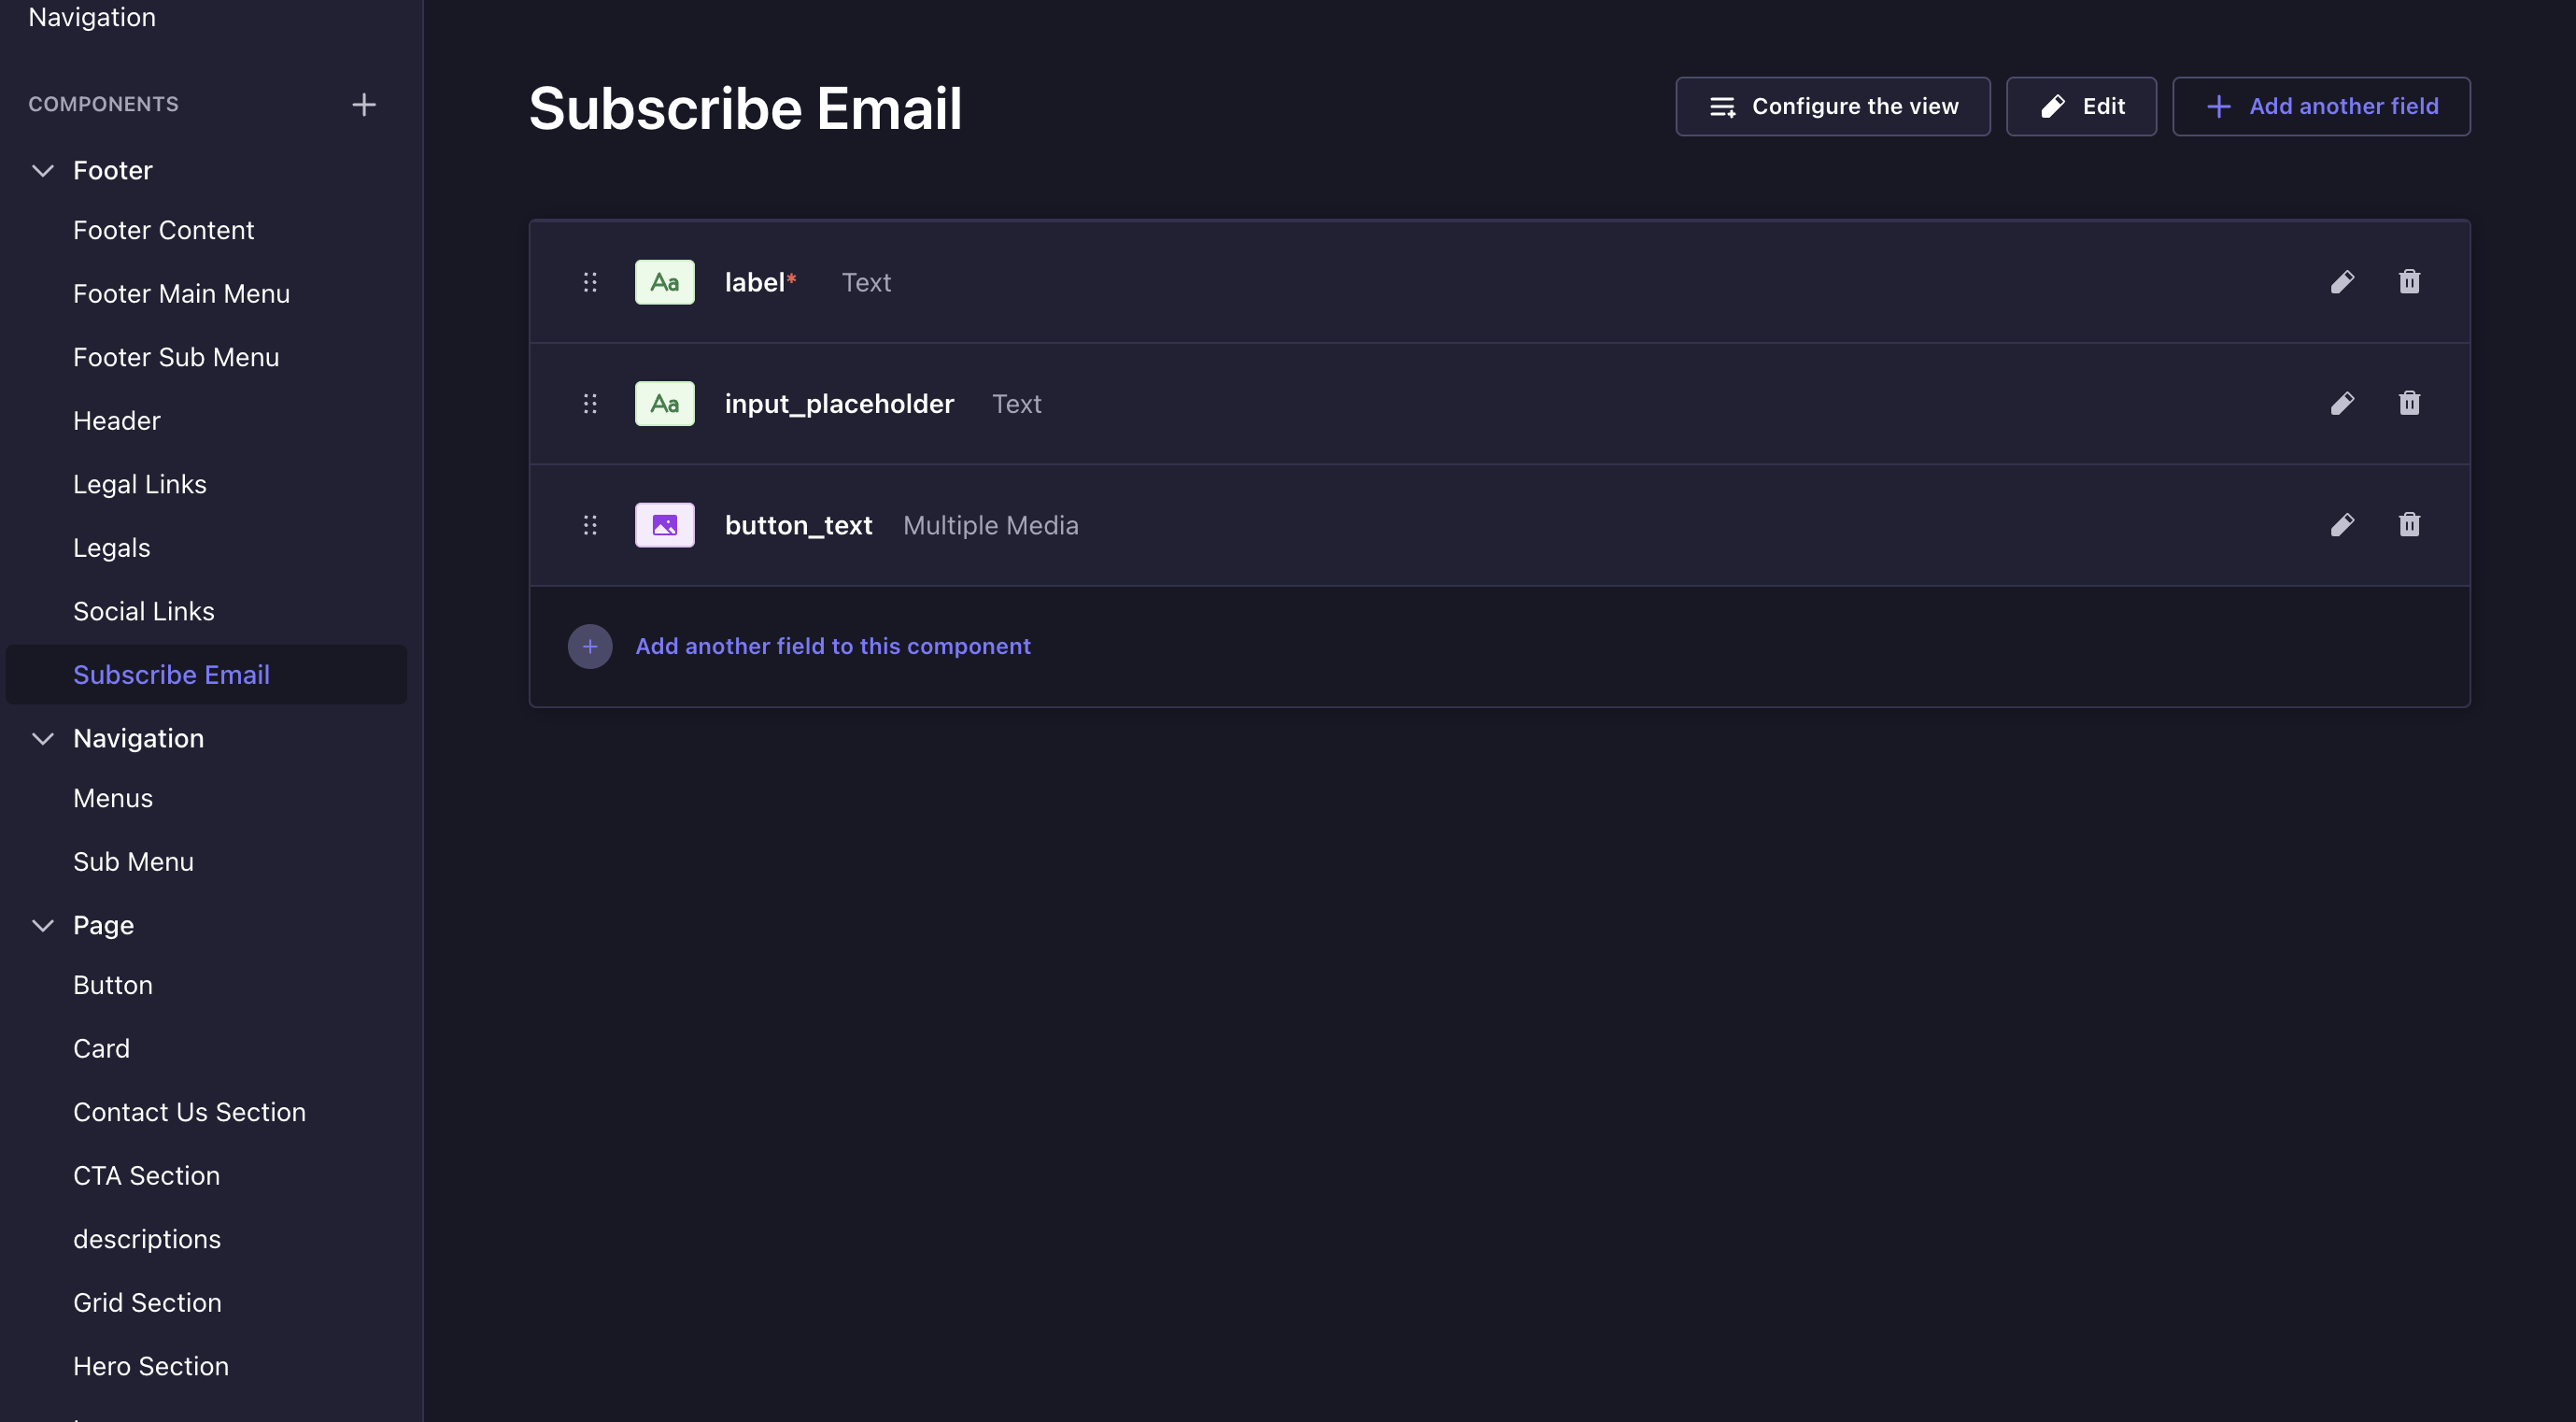 Navigation
COMPONENTS
Footer
Footer Content
Footer Main Menu
Footer Sub Menu
Header
Legal Links
Legals
Social Links
Subscribe Email
Navigation
Menus
Sub Menu
Page
Button
Card
Contact Us Section
CTA Section
descriptions
Grid Section
Hero Section
Subscribe Email
Configure the view
Edit
Add another field
Aa label* Text
Aa input_placeholder Text
button_text Multiple Media
Add another field to this component